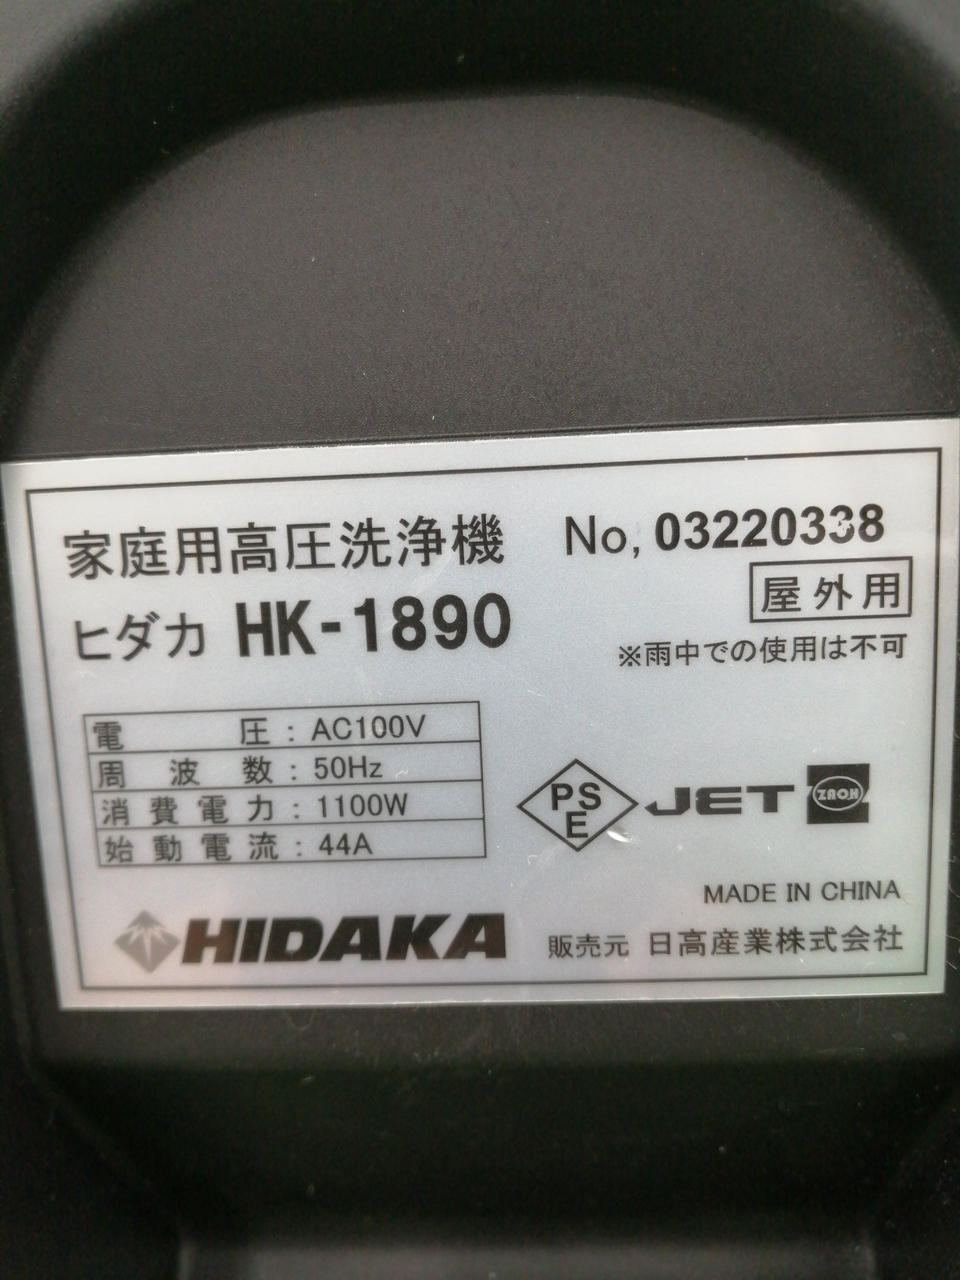 家庭用高圧洗浄機 No, 03220338
ヒダカ HK-1890 屋外用
※雨中での使用は不可
電圧:AC100V
周波数:50Hz
消費電力:1100W
始動電流:44A
PSE JET ZAQH
HIDAKA
MADE IN CHINA
販売元 日高産業株式会社